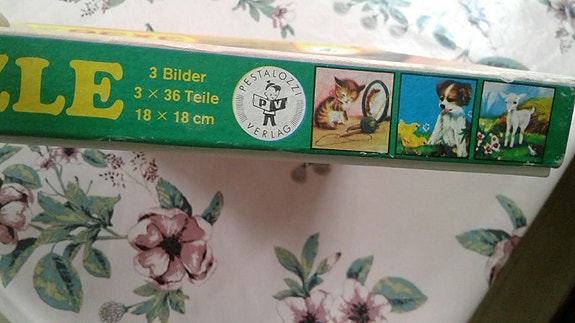 ZLE
3 Bilder
3 × 36 Teile
18 × 18 cm
PESTALOZZI
PV
VERLAG